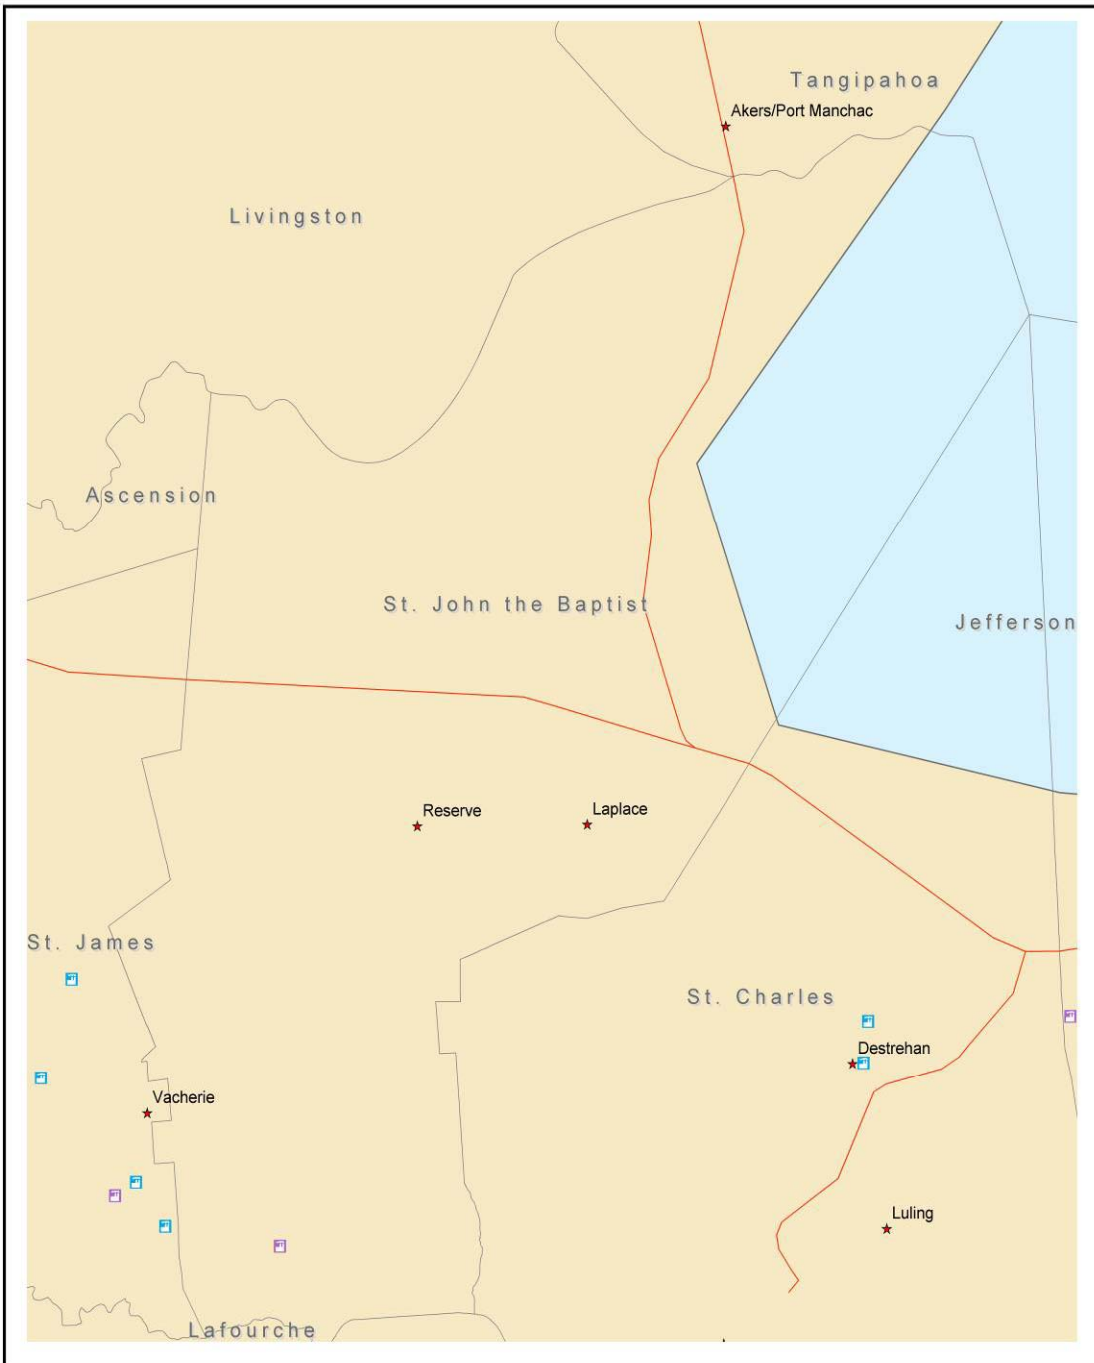 Tangipahoa
Akers/Port Manchac
Livingston
Ascension
St. John the Baptist
Jefferson
Reserve
Laplace
St. James
St. Charles
Destrehan
Vacherie
Luling
Lafourche